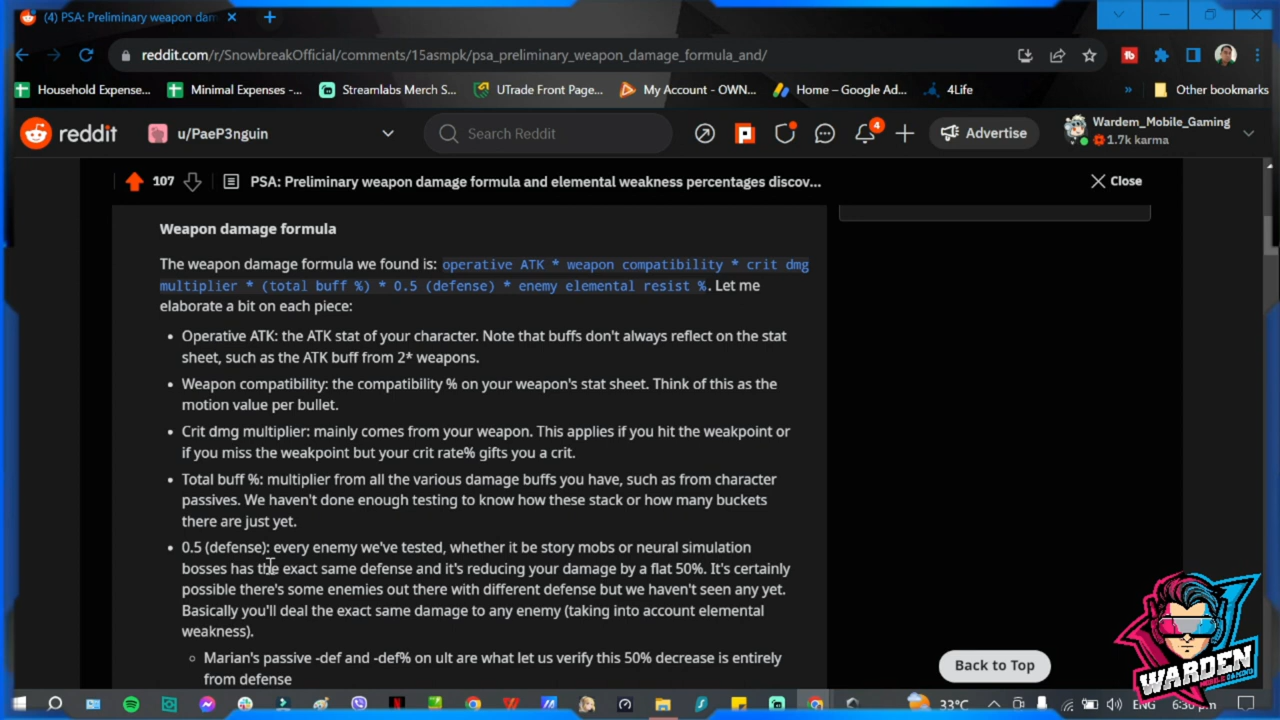 (4) PSA: Preliminary weapon dam
reddit.com/r/SnowbreakOfficial/comments/15asmpk/psa_preliminary_weapon_damage_formula_and/
Household Expense...
Minimal Expenses -...
Streamlabs Merch S...
UTrade Front Page...
My Account - OWN...
Home – Google Ad...
4Life
»
Other bookmarks
reddit
u/PaeP3nguin
Search Reddit
4
Advertise
Wardem_Mobile_Gaming
1.7k karma
107
PSA: Preliminary weapon damage formula and elemental weakness percentages discov...
Close
Weapon damage formula
The weapon damage formula we found is: operative ATK * weapon compatibility * crit dmg
multiplier * (total buff %) * 0.5 (defense) * enemy elemental resist %. Let me
elaborate a bit on each piece:
• Operative ATK: the ATK stat of your character. Note that buffs don't always reflect on the stat
sheet, such as the ATK buff from 2* weapons.
• Weapon compatibility: the compatibility % on your weapon's stat sheet. Think of this as the
motion value per bullet.
• Crit dmg multiplier: mainly comes from your weapon. This applies if you hit the weakpoint or
if you miss the weakpoint but your crit rate% gifts you a crit.
• Total buff %: multiplier from all the various damage buffs you have, such as from character
passives. We haven't done enough testing to know how these stack or how many buckets
there are just yet.
• 0.5 (defense): every enemy we've tested, whether it be story mobs or neural simulation
bosses has the exact same defense and it's reducing your damage by a flat 50%. It's certainly
possible there's some enemies out there with different defense but we haven't seen any yet.
Basically you'll deal the exact same damage to any enemy (taking into account elemental
weakness).
○ Marian's passive -def and -def% on ult are what let us verify this 50% decrease is entirely
from defense
Back to Top
WARDEN
MOBILE GAMING
33°C
ENG
6:30 pm